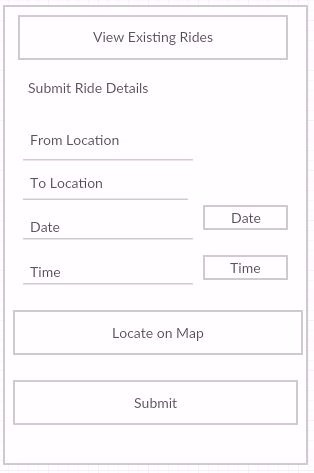 View Existing Rides
Submit Ride Details
From Location
To Location
Date
Date
Time
Time
Locate on Map
Submit